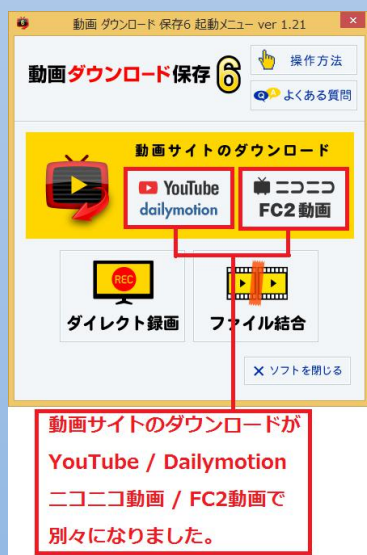 動画 ダウンロード 保存6 起動メニュー ver 1.21
動画ダウンロード保存6
操作方法
Q A よくある質問
動画サイトのダウンロード
YouTube
dailymotion
ニコニコ
FC2動画
REC
ダイレクト録画
ファイル結合
× ソフトを閉じる
動画サイトのダウンロードが
YouTube / Dailymotion
ニコニコ動画 / FC2動画で
別々になりました。